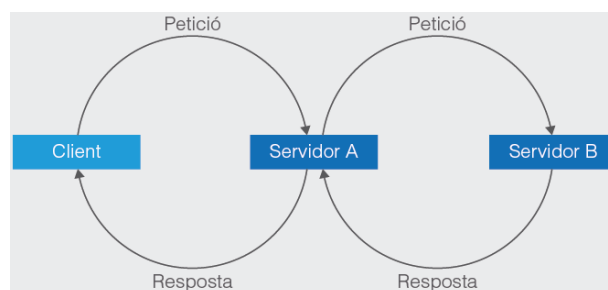 Petició
Petició
Client
Servidor A
Servidor B
Resposta
Resposta